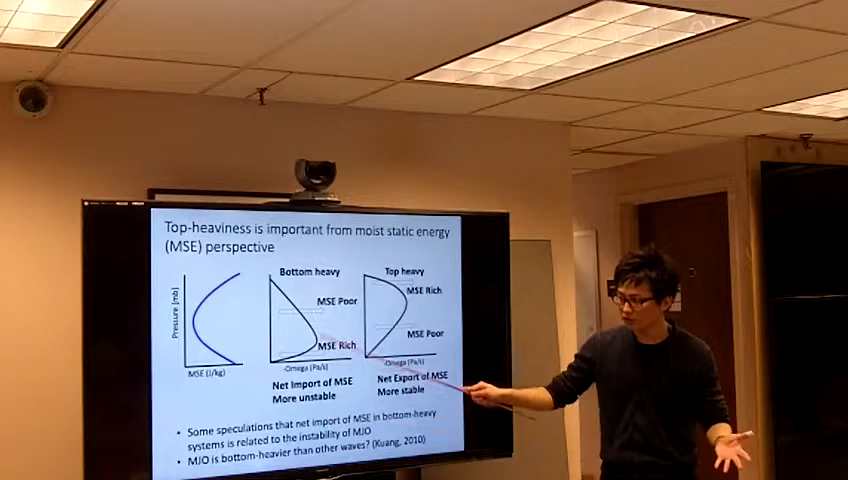 Top-heaviness is important from moist static energy
(MSE) perspective
Bottom heavy
Top heavy
Pressure [mb]
MSE Poor
MSE Rich
MSE Rich
MSE Poor
MSE (J/kg)
-Omega (Pa/s)
-Omega (Pa/s)
Net Import of MSE
More unstable
Net Export of MSE
More stable
• Some speculations that net import of MSE in bottom-heavy
systems is related to the instability of MJO
• MJO is bottom-heavier than other waves? (Kuang, 2010)